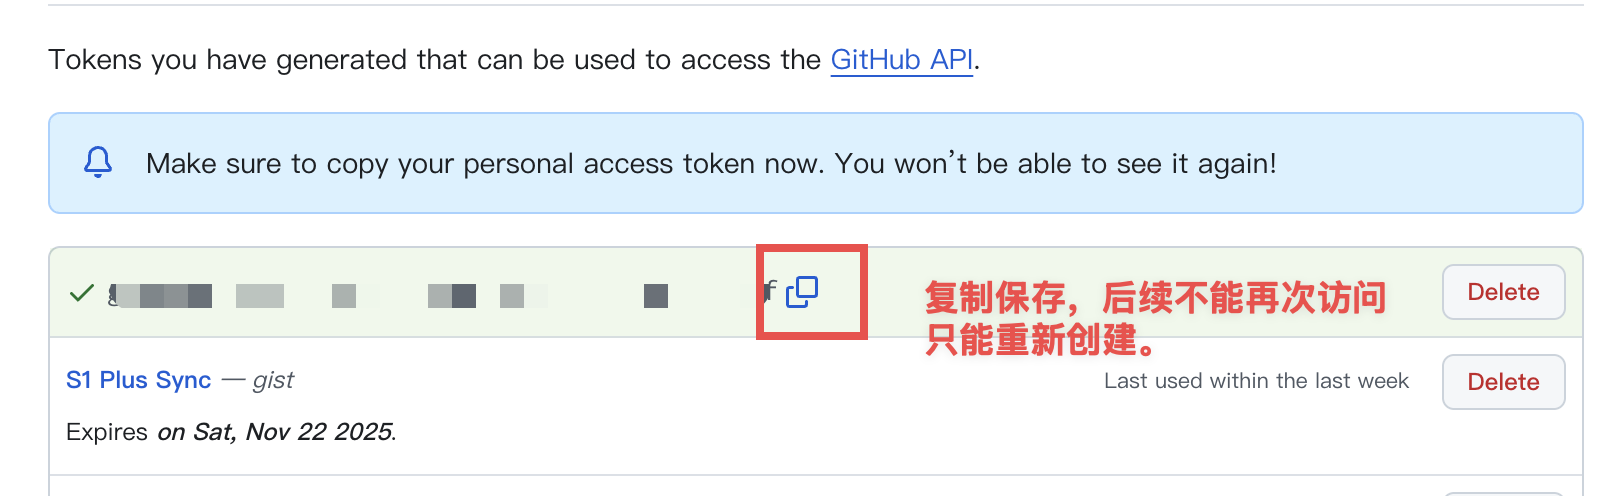 Tokens you have generated that can be used to access the GitHub API.
Make sure to copy your personal access token now. You won’t be able to see it again!
复制保存，后续不能再次访问
只能重新创建。
Delete
S1 Plus Sync — gist
Last used within the last week
Delete
Expires on Sat, Nov 22 2025.